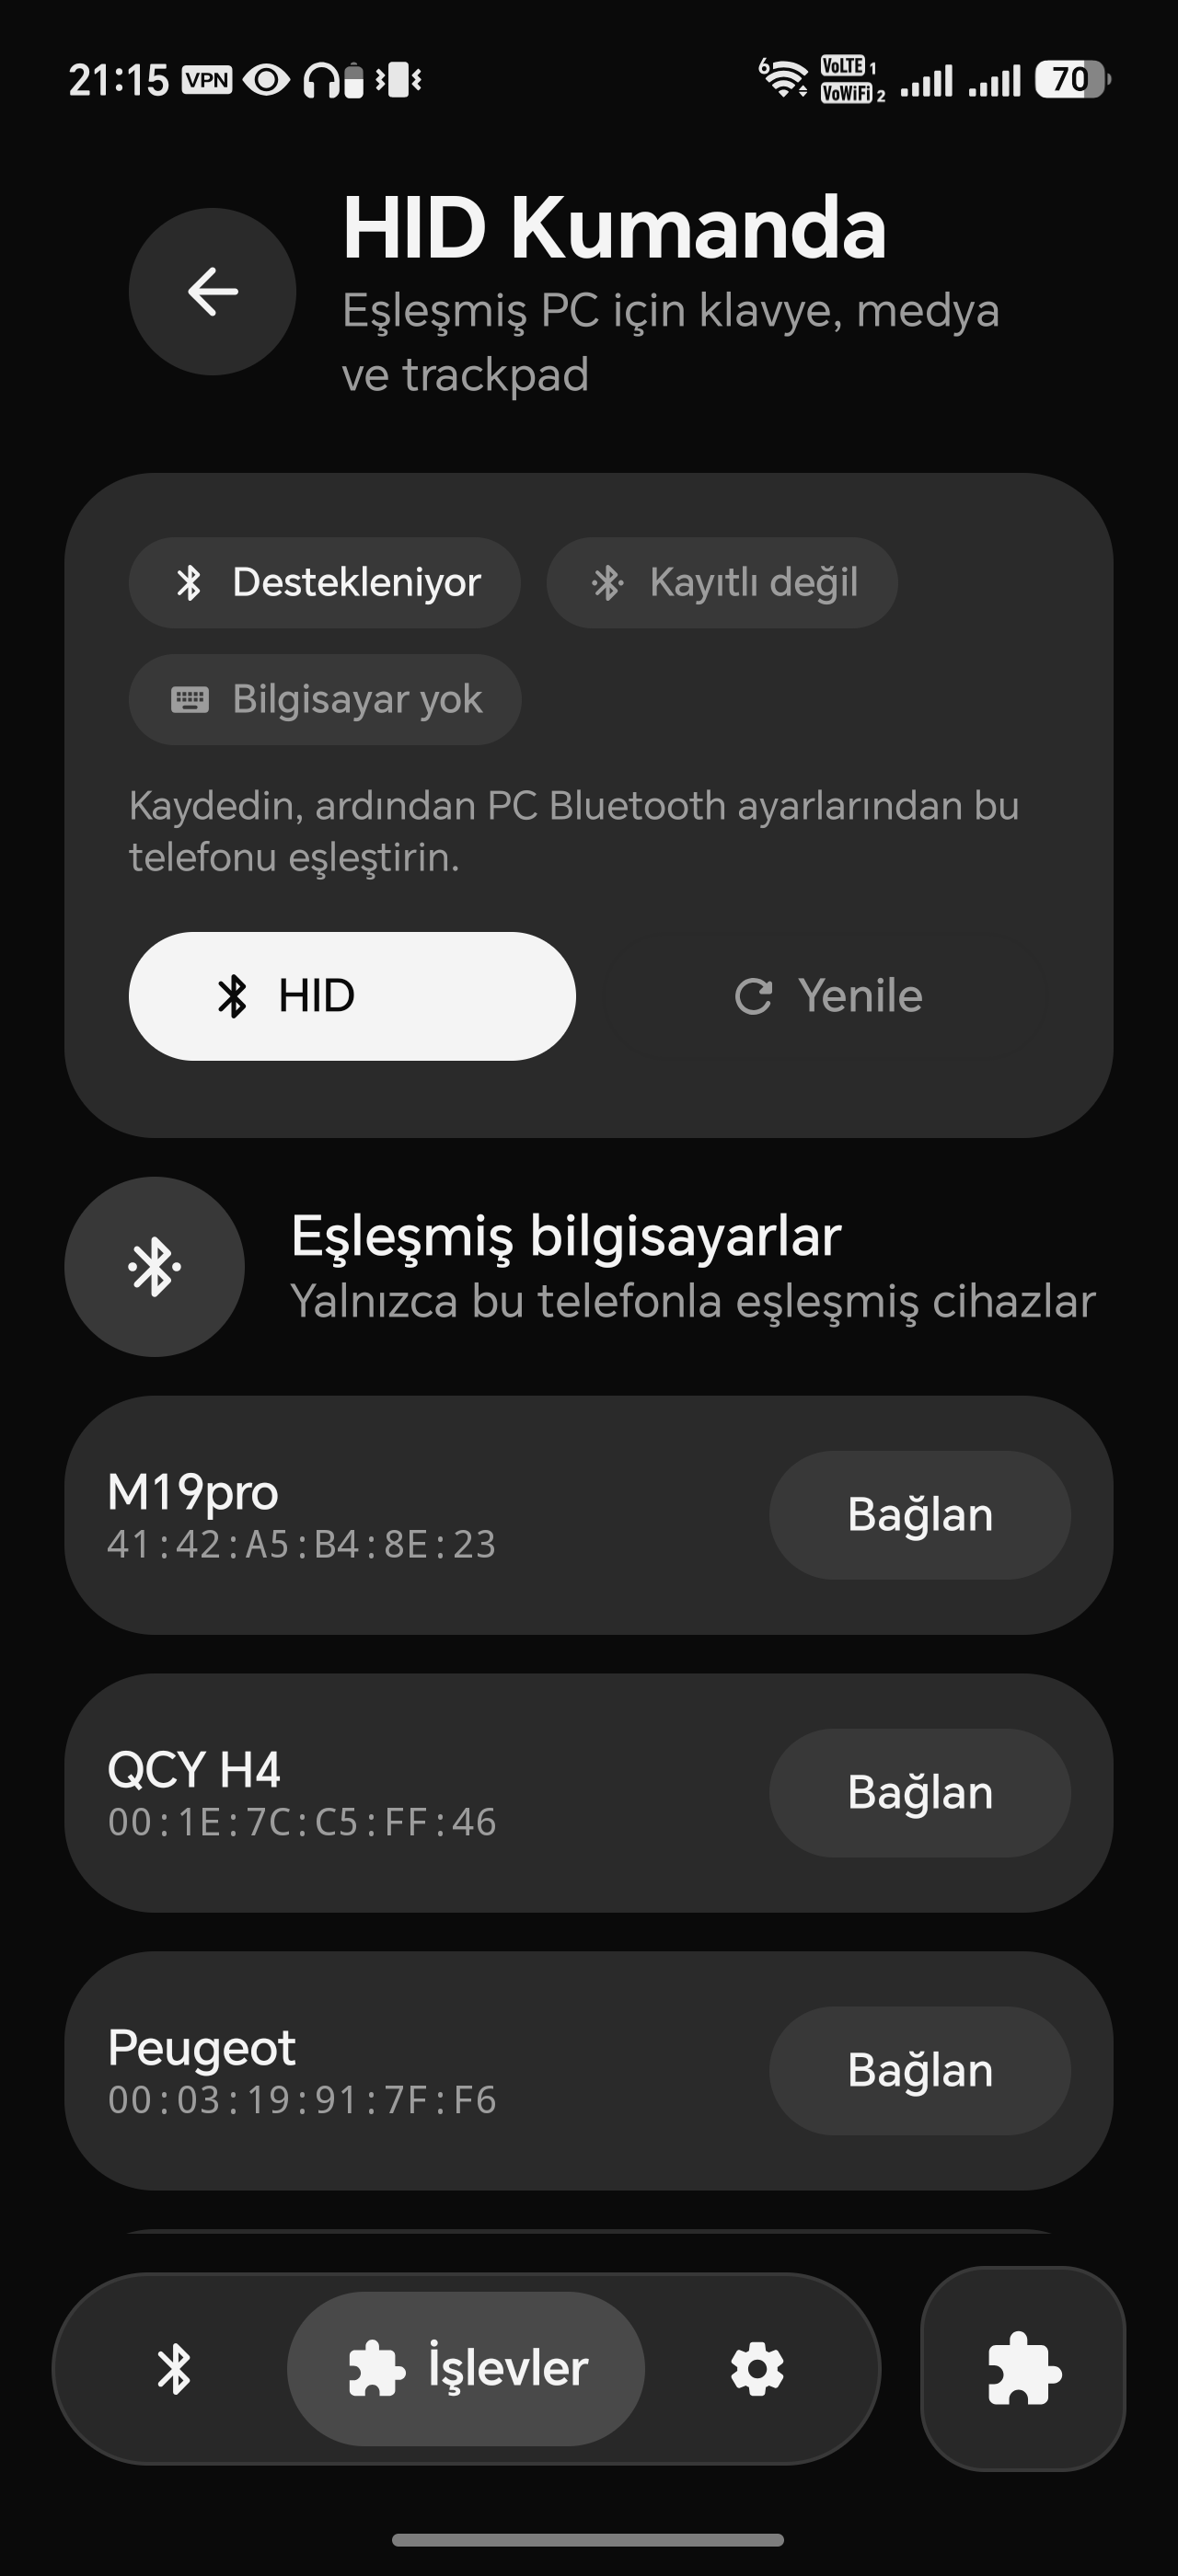 21:15 VPN 6 VoLTE 1 VoWiFi 2 70
HID Kumanda
Eşleşmiş PC için klavye, medya
ve trackpad
Destekleniyor
Kayıtlı değil
Bilgisayar yok
Kaydedin, ardından PC Bluetooth ayarlarından bu
telefonu eşleştirin.
HID
Yenile
Eşleşmiş bilgisayarlar
Yalnızca bu telefonla eşleşmiş cihazlar
M19pro
41:42:A5:B4:8E:23
Bağlan
QCY H4
00:1E:7C:C5:FF:46
Bağlan
Peugeot
00:03:19:91:7F:F6
Bağlan
İşlevler